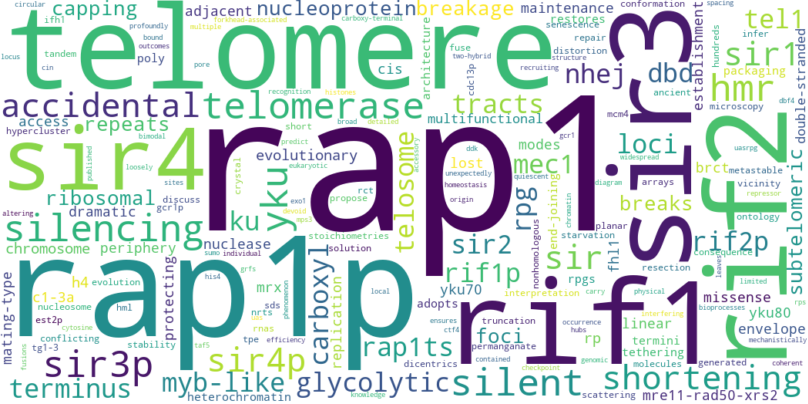 capping
adjacent
nucleoprotein
breakage
maintenance
tel1
telomere
restores
senescence
repair
distortion
ifh1
tandem
cin
poly
pore
cis
architecture
fuse
two-hybrid
cdc13p
recruiting
structure
circular
locus
profoundly
bound
outcomes
multiple
forkhead-associated
carboxy-terminal
recognition
histones
conformation
spacing
infer
hundreds
packaging
establishment
sir1
ancient
microscopy
double-stranded
accidental
telomerase
tracts
nhej
dbd
hmr
access
repeats
hypercluster
bimodal
loosely
published
short
predict
eukaryotic
broad
detailed
accessory
multifunctional
modes
mec1
lost
ddk
unexpectedly
homeostasis
origin
gcr1
quiescent
widespread
mcm4
loci
brct
metastable
vicinity
repressor
uasrpg
dbf4
sir4
rap1
sir3
rif2
evolutionary
telosome
crystal
yku
ku
rct
propose
exo1
devoid
mps3
ribosomal
sites
discuss
gcr1p
dramatic
silencing
chromosome
periphery
nuclease
stoichiometries
solution
sumo
individual
grfs
phenomenon
his4
altering
mating-type
h4
evolution
c1-3a
nucleosome
hml
est2p
cytosine
conflicting
stability
tg1-3
fusions
protecting
mrx
sds
nrts
rnas
tpe
efficiency
taf5
rap1p
carboxyl
replication
local
rap1ts
rif1p
sir2
rpg
end-joining
nonhomologous
sir
starvation
rpgs
interpretation
carry
yku70
adopts
truncation
occurrence
hubs
permanganate
foci
ensures
ctf4
dicentrics
contained
checkpoint
scattering
fhl1
planar
breaks
arrays
diagram
chromatin
resection
physical
interfering
genomic
rp
linear
termini
tethering
molecules
generated
rif1
rif2p
ontology
consequence
missense
yku80
envelope
leaves
limited
bioprocesses
mechanistically
coherent
rps
subtelomeric
sir3p
sir4p
terminus
myb-like
glycolytic
silent
shortening
heterochromatin
knowledge
mre11-rad50-xrs2